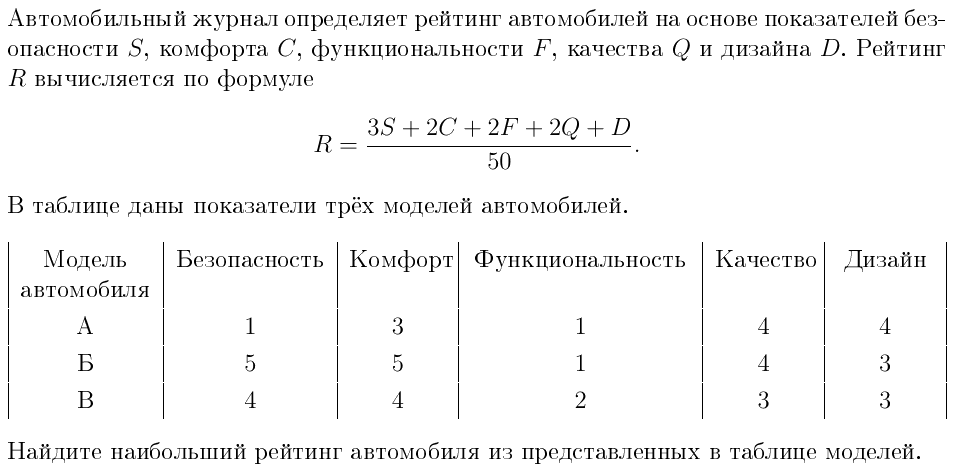 Автомобильный журнал определяет рейтинг автомобилей на основе показателей без-
опасности S, комфорта C, функциональности F, качества Q и дизайна D. Рейтинг
R вычисляется по формуле
R = \frac{3S + 2C + 2F + 2Q + D}{50}.
В таблице даны показатели трёх моделей автомобилей.
Модель автомобиля | Безопасность | Комфорт | Функциональность | Качество | Дизайн
А | 1 | 3 | 1 | 4 | 4
Б | 5 | 5 | 1 | 4 | 3
В | 4 | 4 | 2 | 3 | 3
Найдите наибольший рейтинг автомобиля из представленных в таблице моделей.